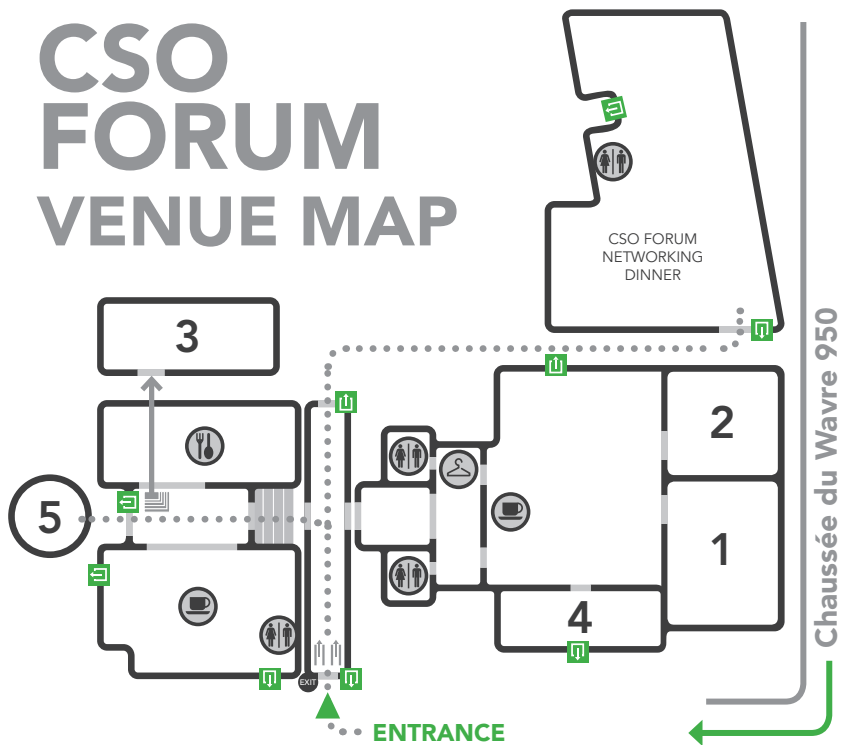 CSO
FORUM
VENUE MAP
CSO FORUM
NETWORKING
DINNER
3
2
5
1
4
EXIT
ENTRANCE
Chaussée du Wavre 950